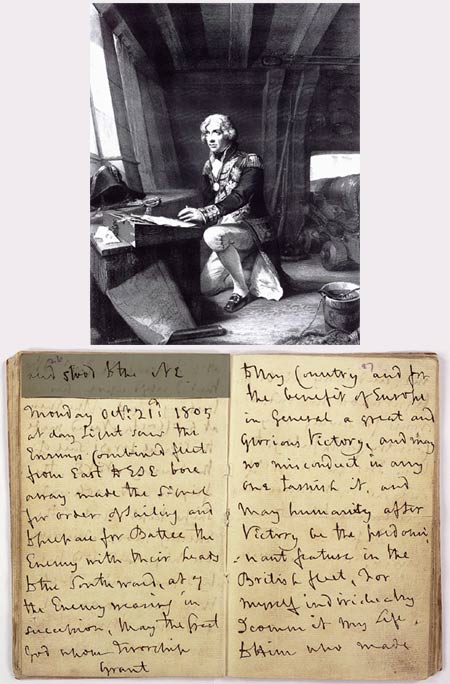 and stood to the NE
Monday Octr 21st 1805
at day light saw the
Enemys Combined fleet
from East to ESE bore
away made the Signal
for order of sailing and
to prepare for Battle the
Enemy with their heads
to the Southward, at 7
the Enemy wearing in
succession, May the Great
God whom I worship
Grant
to my Country and for
the benefit of Europe
in General a great and
Glorious Victory, and may
no misconduct in any
one tarnish it, and
may humanity after
Victory be the predomi
-nant feature in the
British fleet, For
myself individually
I commit my Life
to Him who made